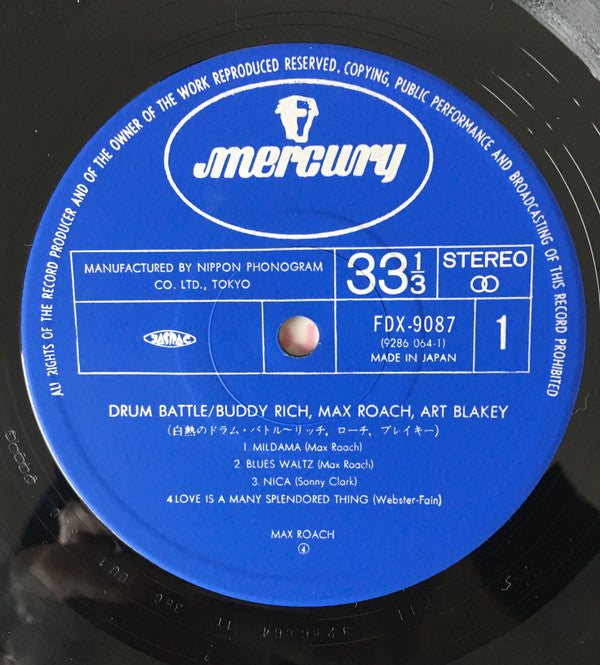 ALL RIGHTS OF THE RECORD PRODUCER AND OF THE OWNER OF THE WORK REPRODUCED RESERVED. COPYING, PUBLIC PERFORMANCE AND BROADCASTING OF THIS RECORD PROHIBITED
mercury
MANUFACTURED BY NIPPON PHONOGRAM
CO. LTD., TOKYO
33 1/3
STEREO
FDX-9087
(9286 064-1)
MADE IN JAPAN
1
DRUM BATTLE/BUDDY RICH, MAX ROACH, ART BLAKEY
(白熱のドラム・バトル〜リッチ、ローチ、ブレイキー)
1. MILDAMA (Max Roach)
2. BLUES WALTZ (Max Roach)
3. NICA (Sonny Clark)
4.LOVE IS A MANY SPLENDORED THING (Webster-Fain)
MAX ROACH
④